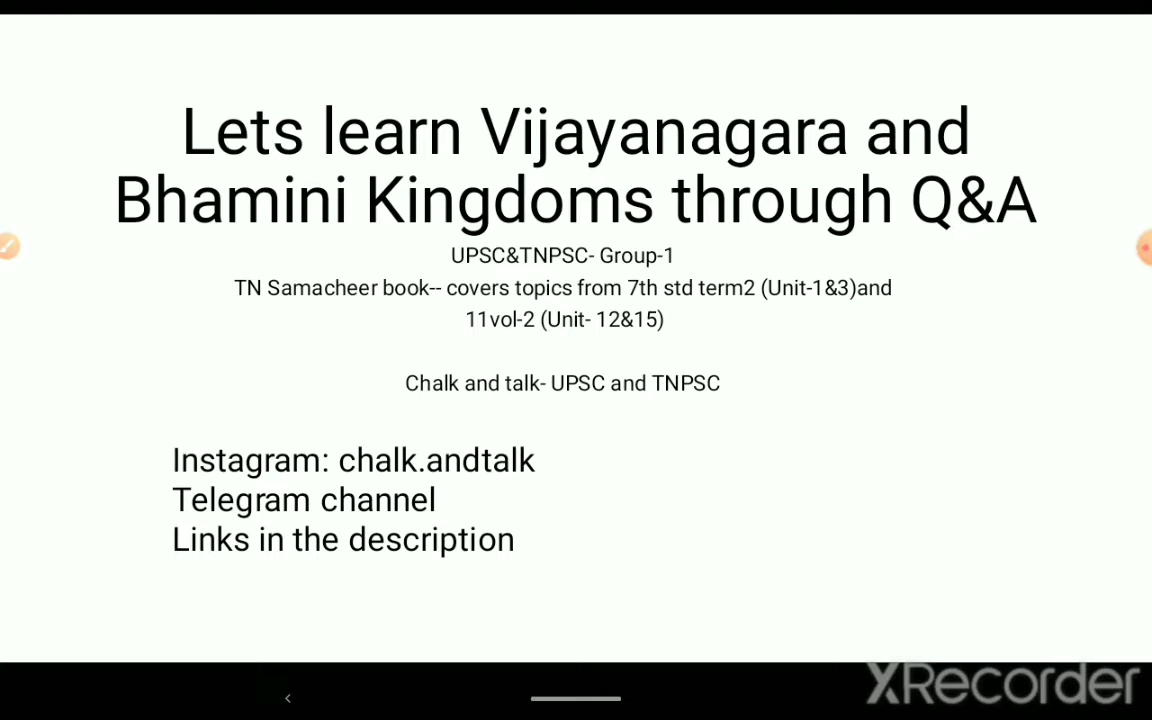 Lets learn Vijayanagara and
Bhamini Kingdoms through Q&A
UPSC&TNPSC- Group-1
TN Samacheer book-- covers topics from 7th std term2 (Unit-1&3)and
11vol-2 (Unit- 12&15)
Chalk and talk- UPSC and TNPSC
Instagram: chalk.andtalk
Telegram channel
Links in the description
XRecorder